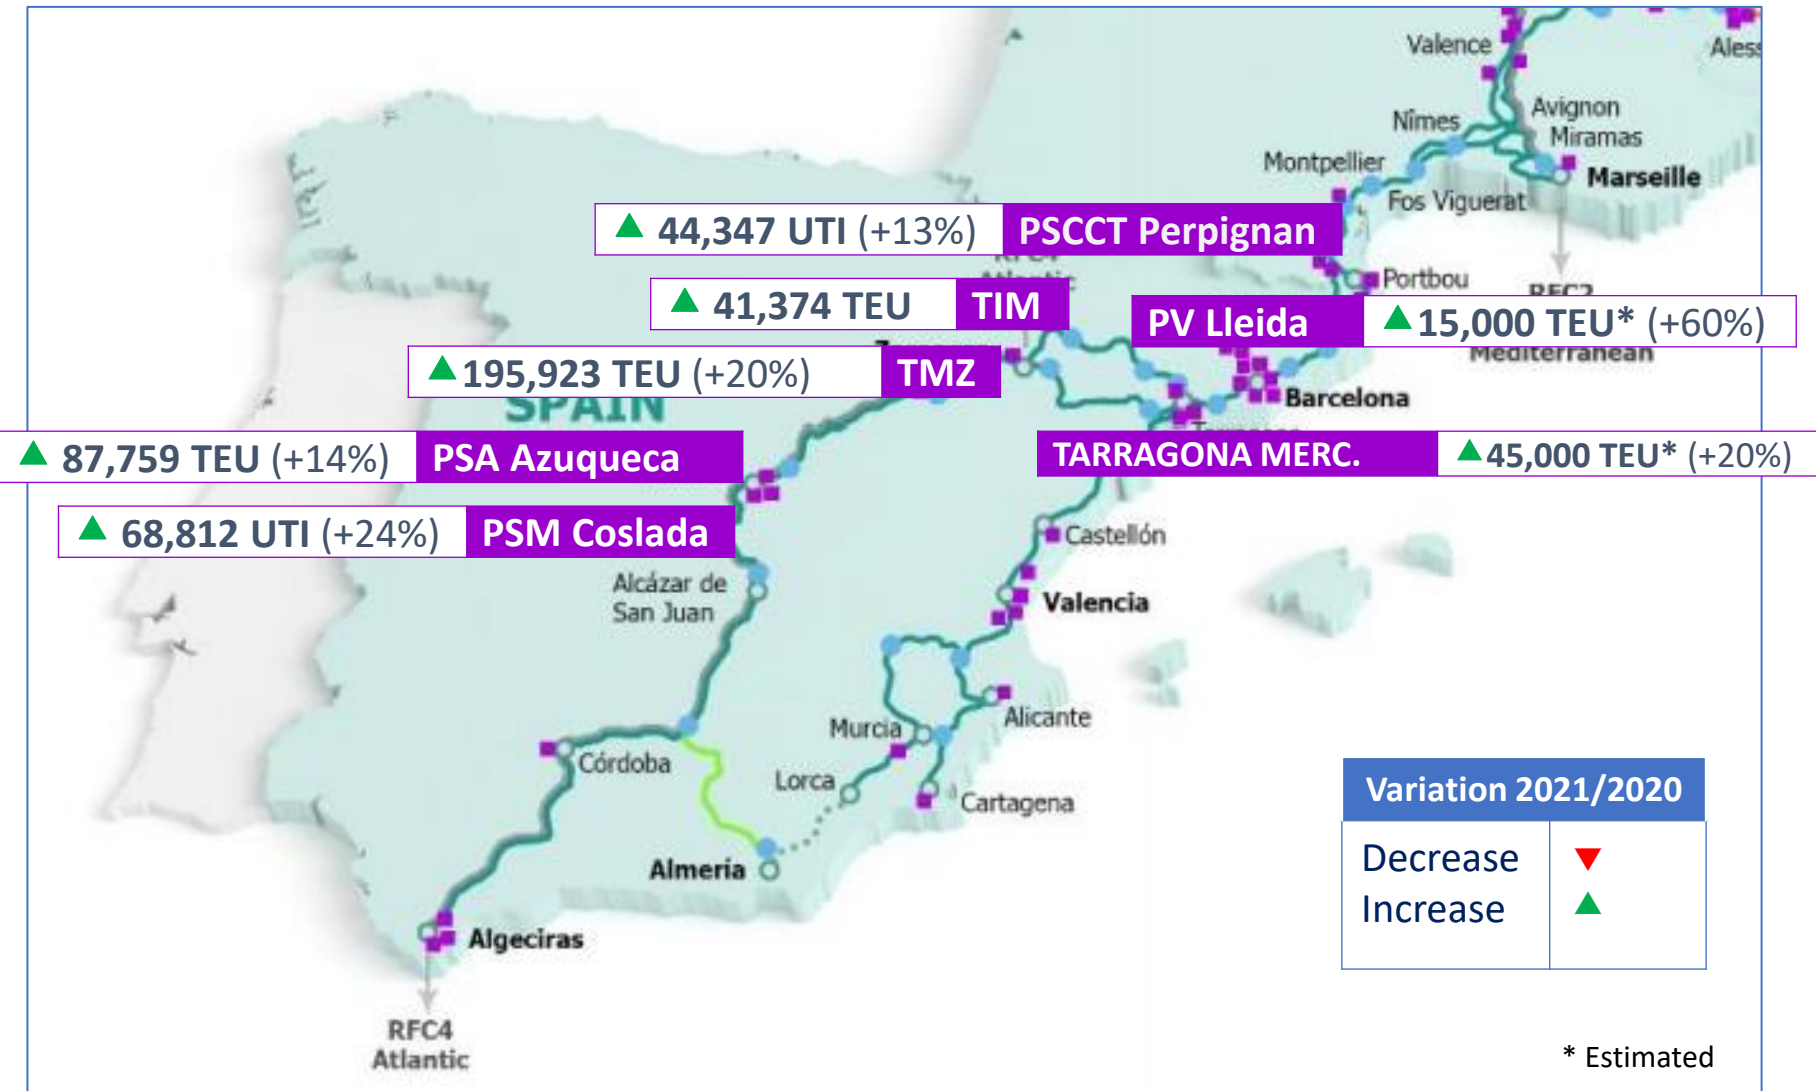 Valence
Aless
Avignon
Nîmes
Miramas
Montpellier
Marseille
Fos Viguerat
▲ 44,347 UTI (+13%) PSCCT Perpignan
Portbou
▲ 41,374 TEU TIM
PV Lleida ▲ 15,000 TEU* (+60%)
Mediterranean
▲ 195,923 TEU (+20%) TMZ
SPAIN
Barcelona
▲ 87,759 TEU (+14%) PSA Azuqueca
TARRAGONA MERC. ▲ 45,000 TEU* (+20%)
▲ 68,812 UTI (+24%) PSM Coslada
Castellón
Alcázar de
San Juan
Valencia
Alicante
Murcia
Córdoba
Lorca
Cartagena
Variation 2021/2020
Decrease ▼
Increase ▲
Almería
Algeciras
RFC4
Atlantic
* Estimated